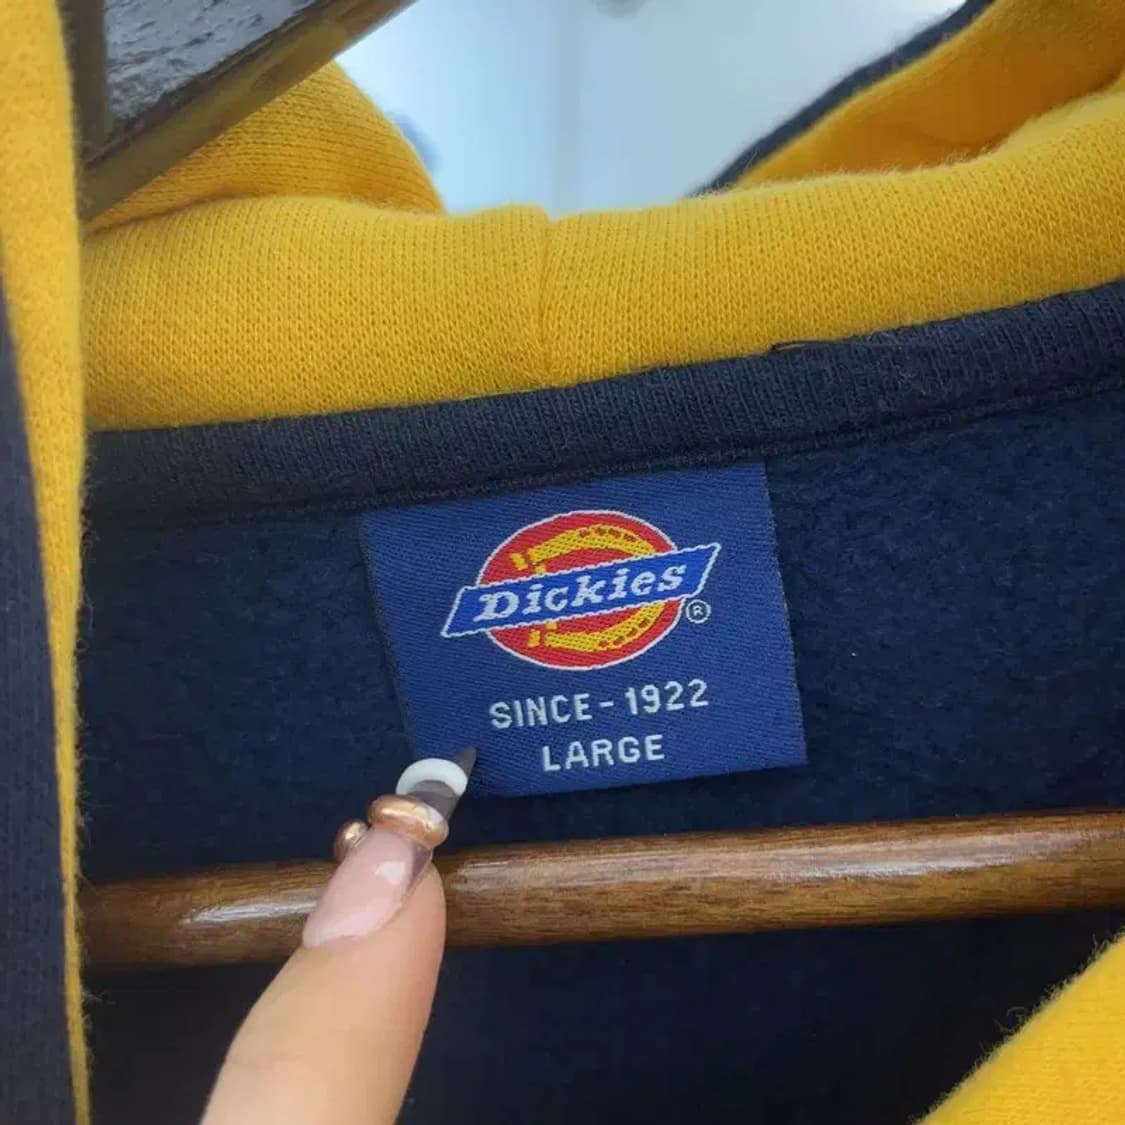 Dickies®
SINCE - 1922
LARGE